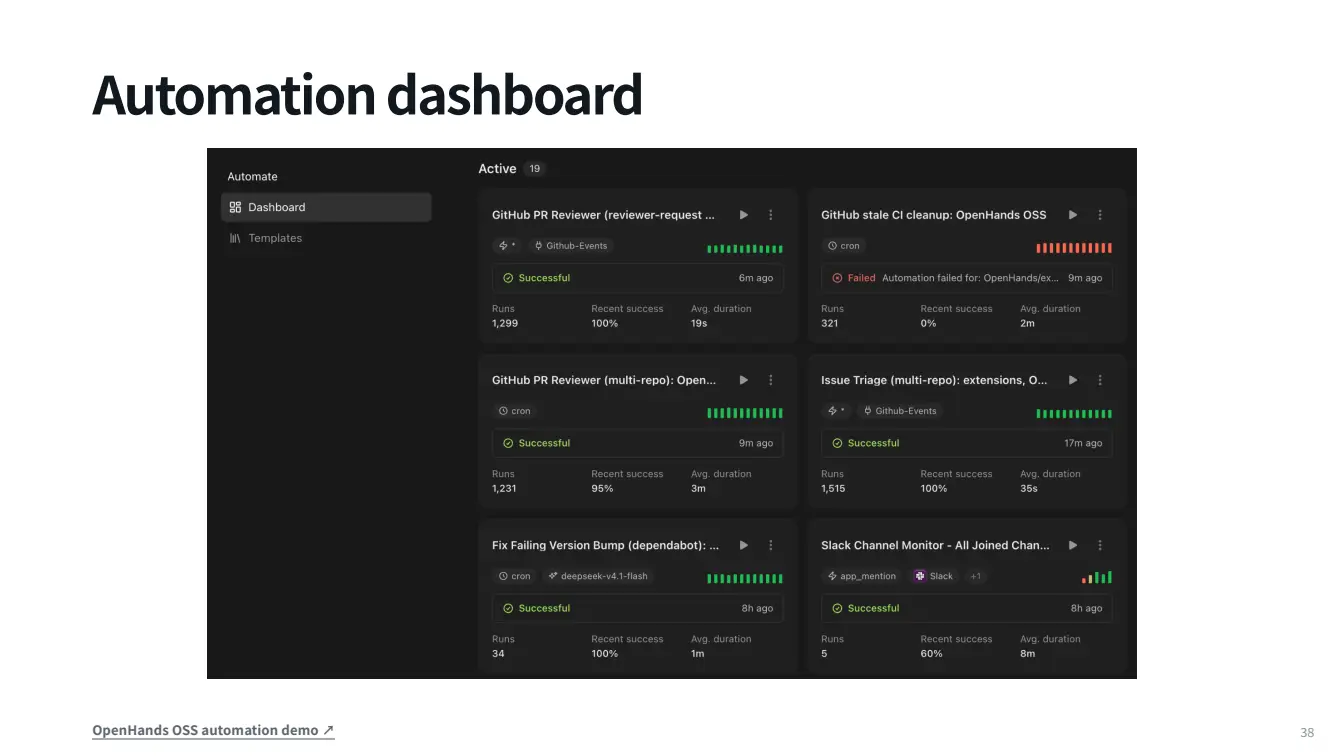 Automation dashboard
Automate
Dashboard
Templates
Active 19
GitHub PR Reviewer (reviewer-request ...
* Github-Events
Successful 6m ago
Runs Recent success Avg. duration
1,299 100% 19s
GitHub stale CI cleanup: OpenHands OSS
cron
Failed Automation failed for: OpenHands/ex... 9m ago
Runs Recent success Avg. duration
321 0% 2m
GitHub PR Reviewer (multi-repo): Open...
cron
Successful 9m ago
Runs Recent success Avg. duration
1,231 95% 3m
Issue Triage (multi-repo): extensions, O...
* Github-Events
Successful 17m ago
Runs Recent success Avg. duration
1,515 100% 35s
Fix Failing Version Bump (dependabot): ...
cron deepseek-v4.1-flash
Successful 8h ago
Runs Recent success Avg. duration
34 100% 1m
Slack Channel Monitor - All Joined Chan...
app_mention Slack +1
Successful 8h ago
Runs Recent success Avg. duration
5 60% 8m
OpenHands OSS automation demo ↗
38